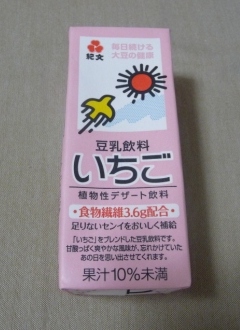 紀文
毎日続ける
大豆の健康
豆乳飲料
いちご
植物性デザート飲料
・食物繊維3.6g配合・
足りないセンイをおいしく補給
「いちご」をブレンドした豆乳飲料です。
甘酸っぱく爽やかな風味が、忘れかけていた
あの日を思い出させてくれます。
果汁10%未満